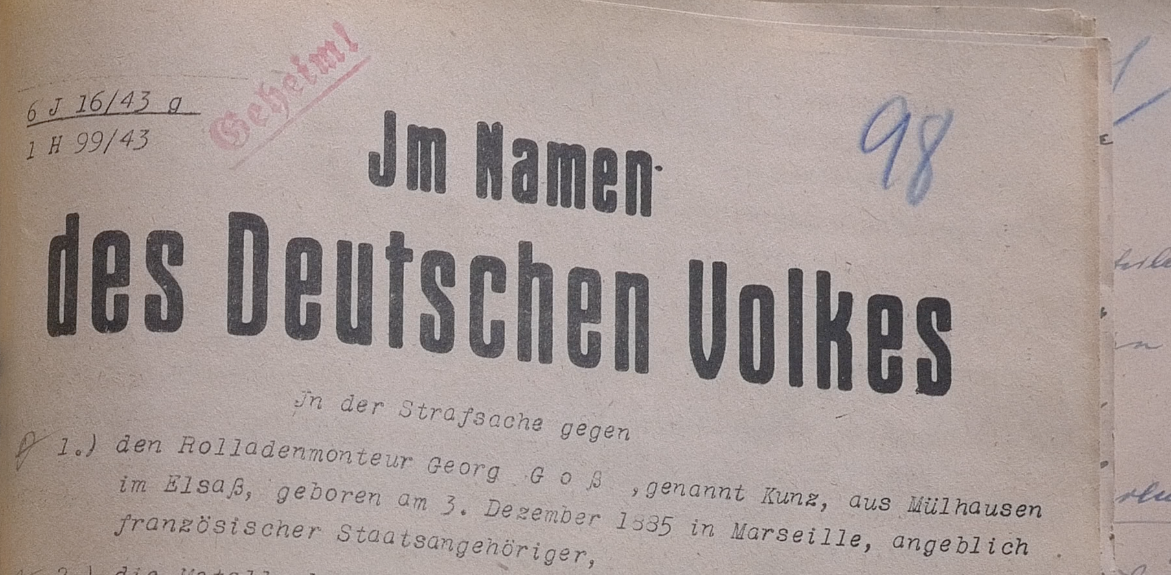 Geheim!
6 J 16/43 g
1 H 99/43
98
Jm Namen
des Deutschen Volkes
Jn der Strafsache gegen
1.) den Rolladenmonteur Georg G o ß , genannt Kunz, aus Mülhausen
im Elsaß, geboren am 3. Dezember 1885 in Marseille, angeblich
französischer Staatsangehöriger,
2.) die